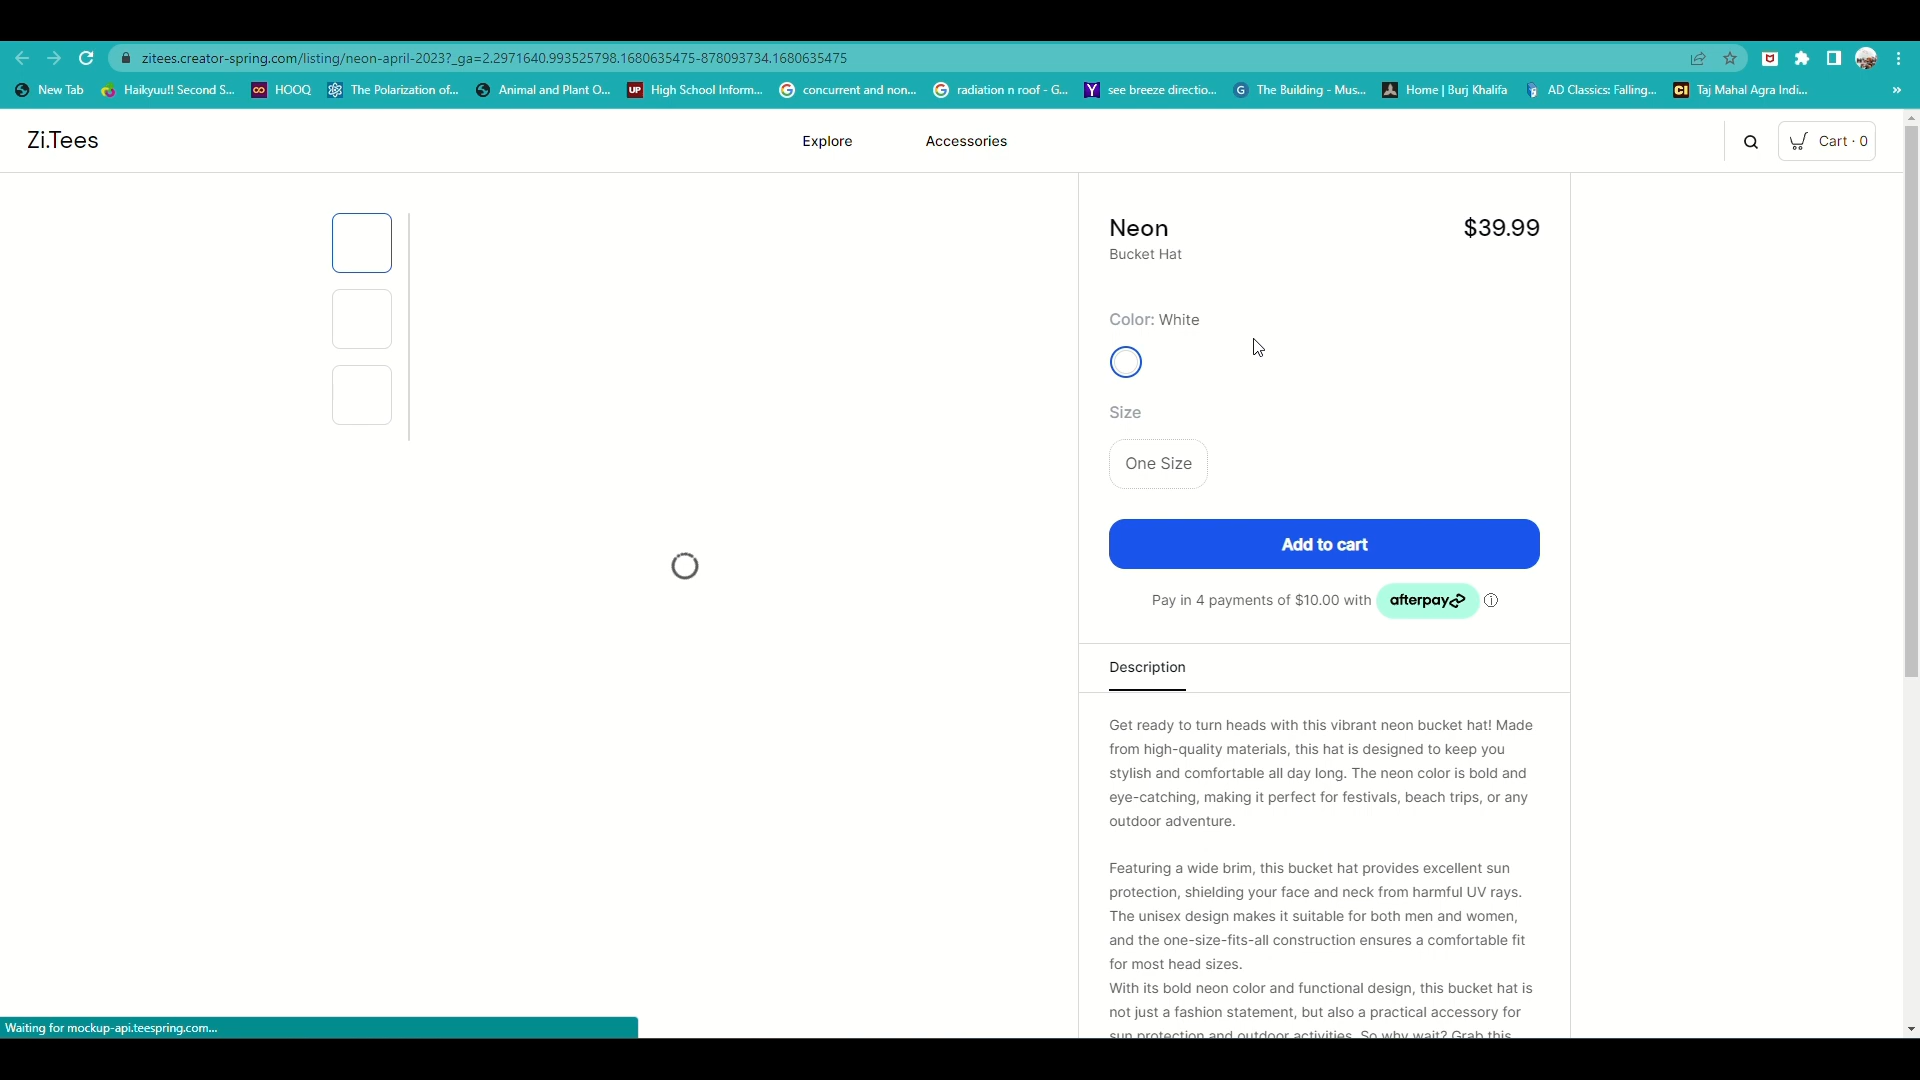 zitees.creator-spring.com/listing/neon-april-2023?_ga=2.2971640.993525798.1680635475-878093734.1680635475
New Tab Haikyuu!! Second S... HOOQ The Polarization of... Animal and Plant O... High School Inform... concurrent and non... radiation n roof - G... see breeze directio... The Building - Mus... Home | Burj Khalifa AD Classics: Falling... Taj Mahal Agra Indi... »
Zi.Tees Explore Accessories Cart · 0
Neon $39.99
Bucket Hat
Color: White
Size
One Size
Add to cart
Pay in 4 payments of $10.00 with afterpay
Description
Get ready to turn heads with this vibrant neon bucket hat! Made
from high-quality materials, this hat is designed to keep you
stylish and comfortable all day long. The neon color is bold and
eye-catching, making it perfect for festivals, beach trips, or any
outdoor adventure.
Featuring a wide brim, this bucket hat provides excellent sun
protection, shielding your face and neck from harmful UV rays.
The unisex design makes it suitable for both men and women,
and the one-size-fits-all construction ensures a comfortable fit
for most head sizes.
With its bold neon color and functional design, this bucket hat is
not just a fashion statement, but also a practical accessory for
sun protection and outdoor activities. So why wait? Grab this
Waiting for mockup-api.teespring.com...